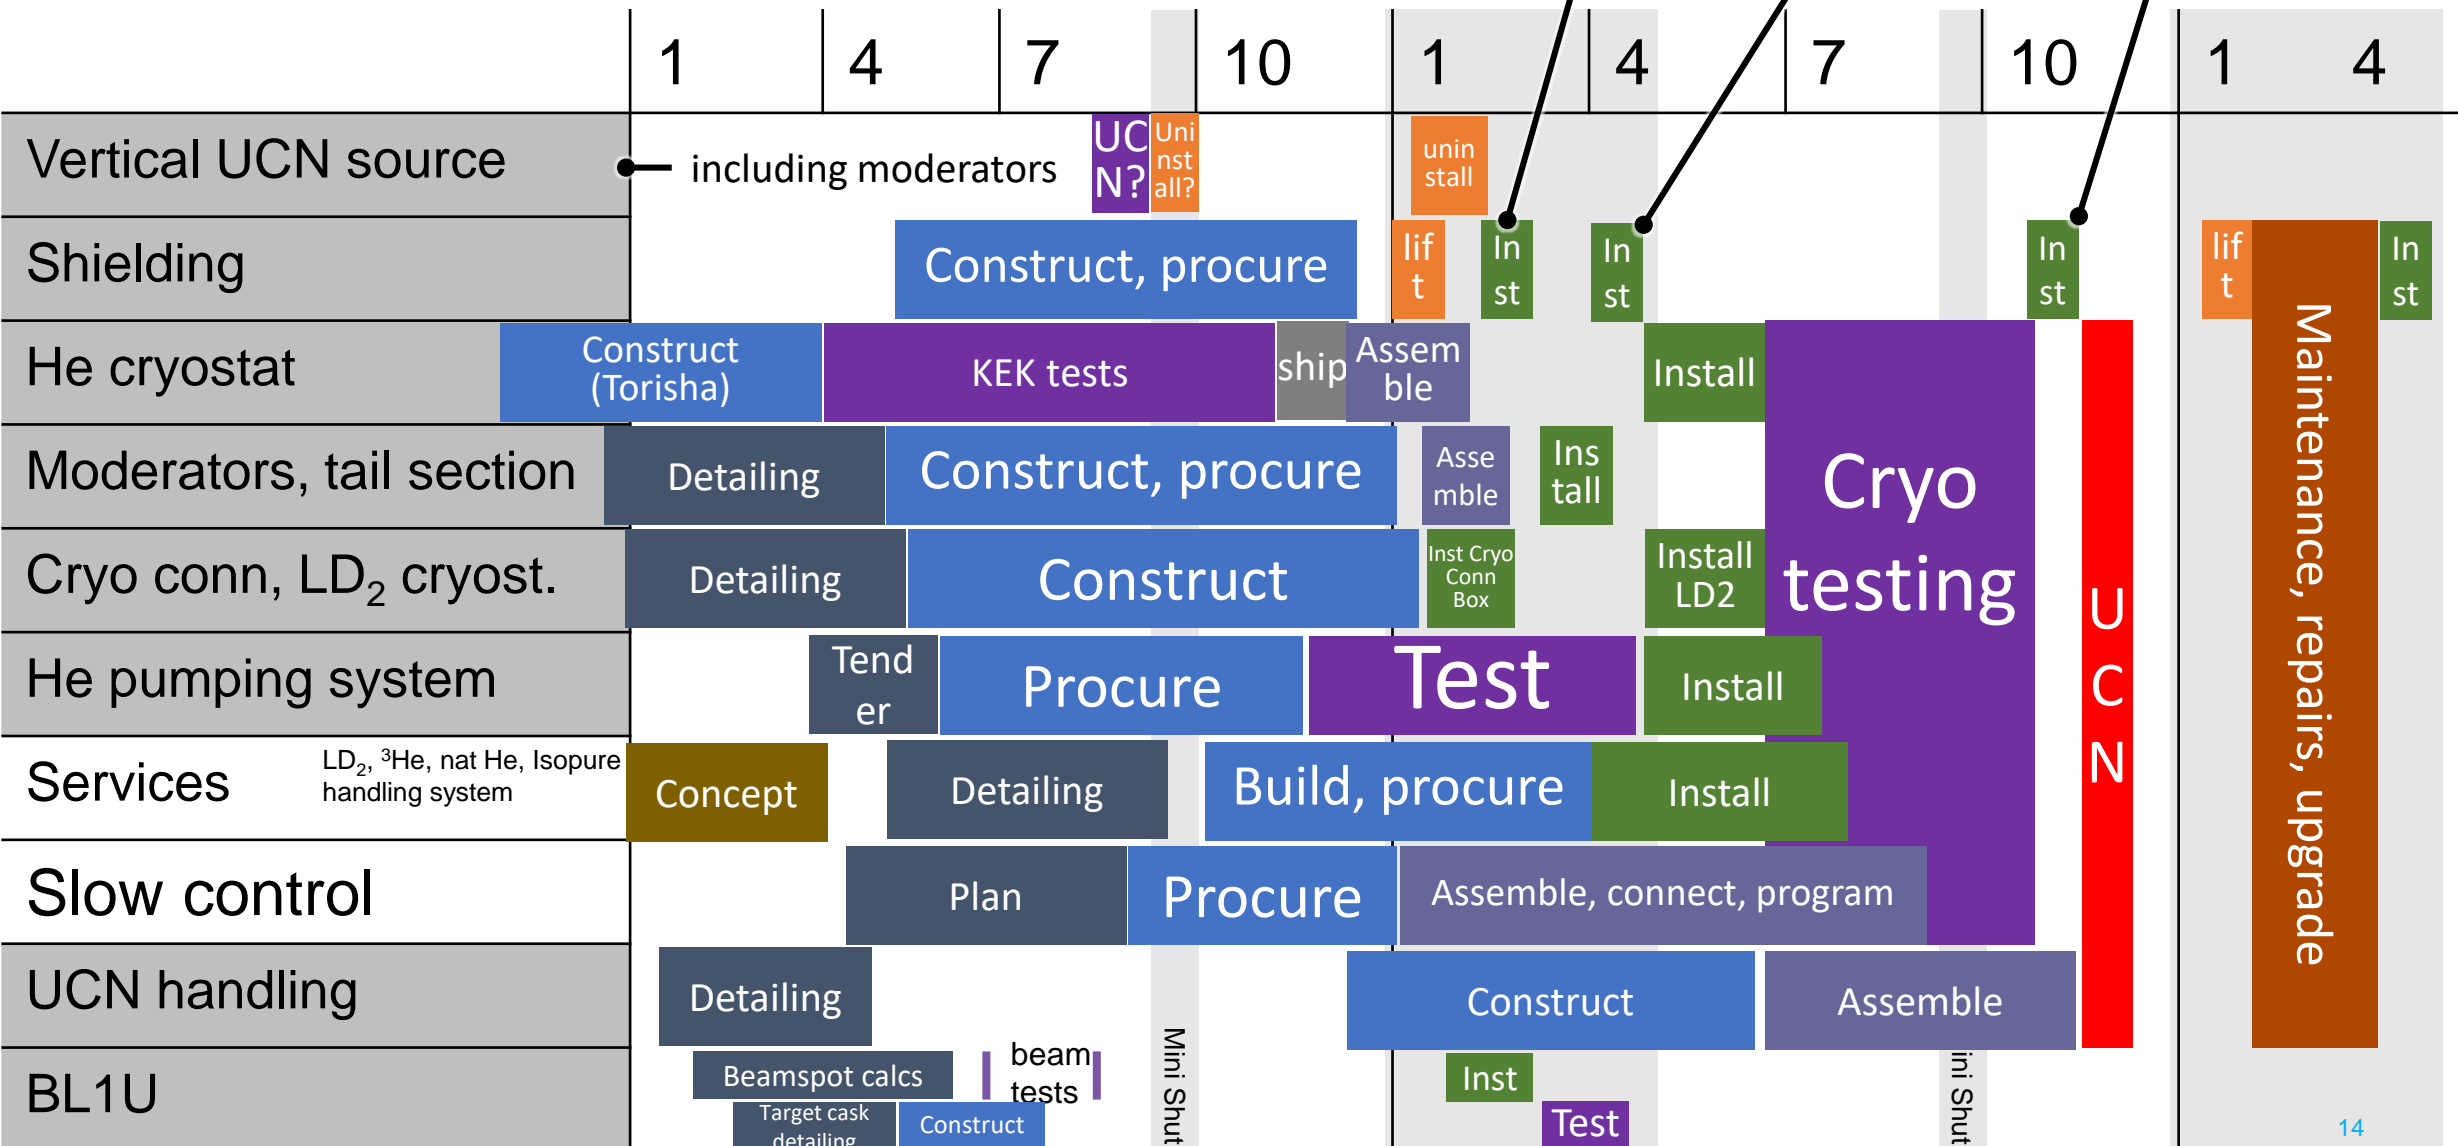 1 4 7 10 1 4 7 10 1 4
Vertical UCN source
including moderators
UC
N?
Uni
nst
all?
unin
stall
Shielding
Construct, procure
lif
t
In
st
In
st
In
st
lif
t
In
st
He cryostat
Construct
(Torisha)
KEK tests
ship
Assem
ble
Install
Moderators, tail section
Detailing
Construct, procure
Asse
mble
Ins
tall
Cryo
testing
Cryo conn, LD₂ cryost.
Detailing
Construct
Inst Cryo
Conn
Box
Install
LD2
He pumping system
Tend
er
Procure
Test
Install
U
C
N
Maintenance, repairs, upgrade
Services
LD₂, ³He, nat He, Isopure
handling system
Concept
Detailing
Build, procure
Install
Slow control
Plan
Procure
Assemble, connect, program
UCN handling
Detailing
Construct
Assemble
BL1U
Beamspot calcs
beam
tests
Mini Shut
Inst
ini Shut
Target cask
detailing
Construct
Test
14